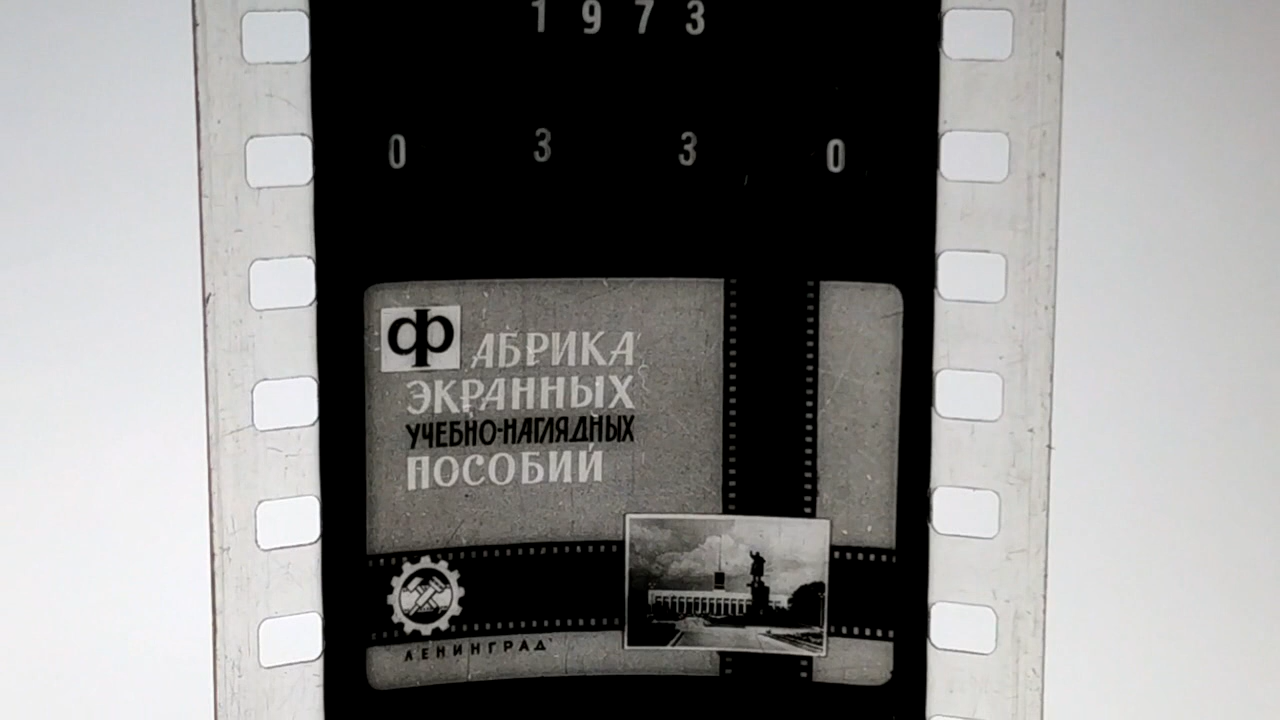 1973
0 3 3 0
ФАБРИКА
ЭКРАННЫХ
УЧЕБНО-НАГЛЯДНЫХ
ПОСОБИЙ
ЛЕНИНГРАД